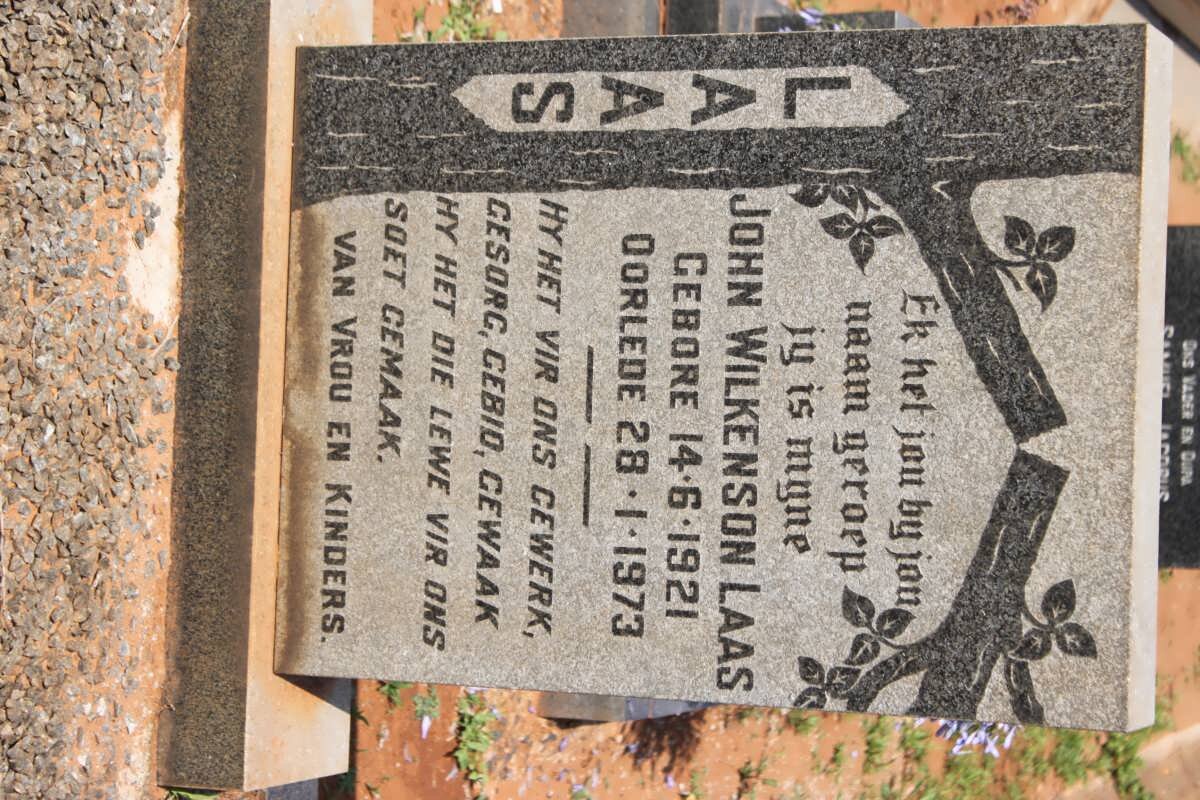 LAAS
Ek het jou by jou
naam geroep
jy is myne
JOHN WILKENSON LAAS
GEBORE 14·6·1921
OORLEDE 28·1·1973
HY HET VIR ONS GEWERK,
GESORG, GEBID, GEWAAK
HY HET DIE LEWE VIR ONS
SOET GEMAAK.
VAN VROU EN KINDERS.